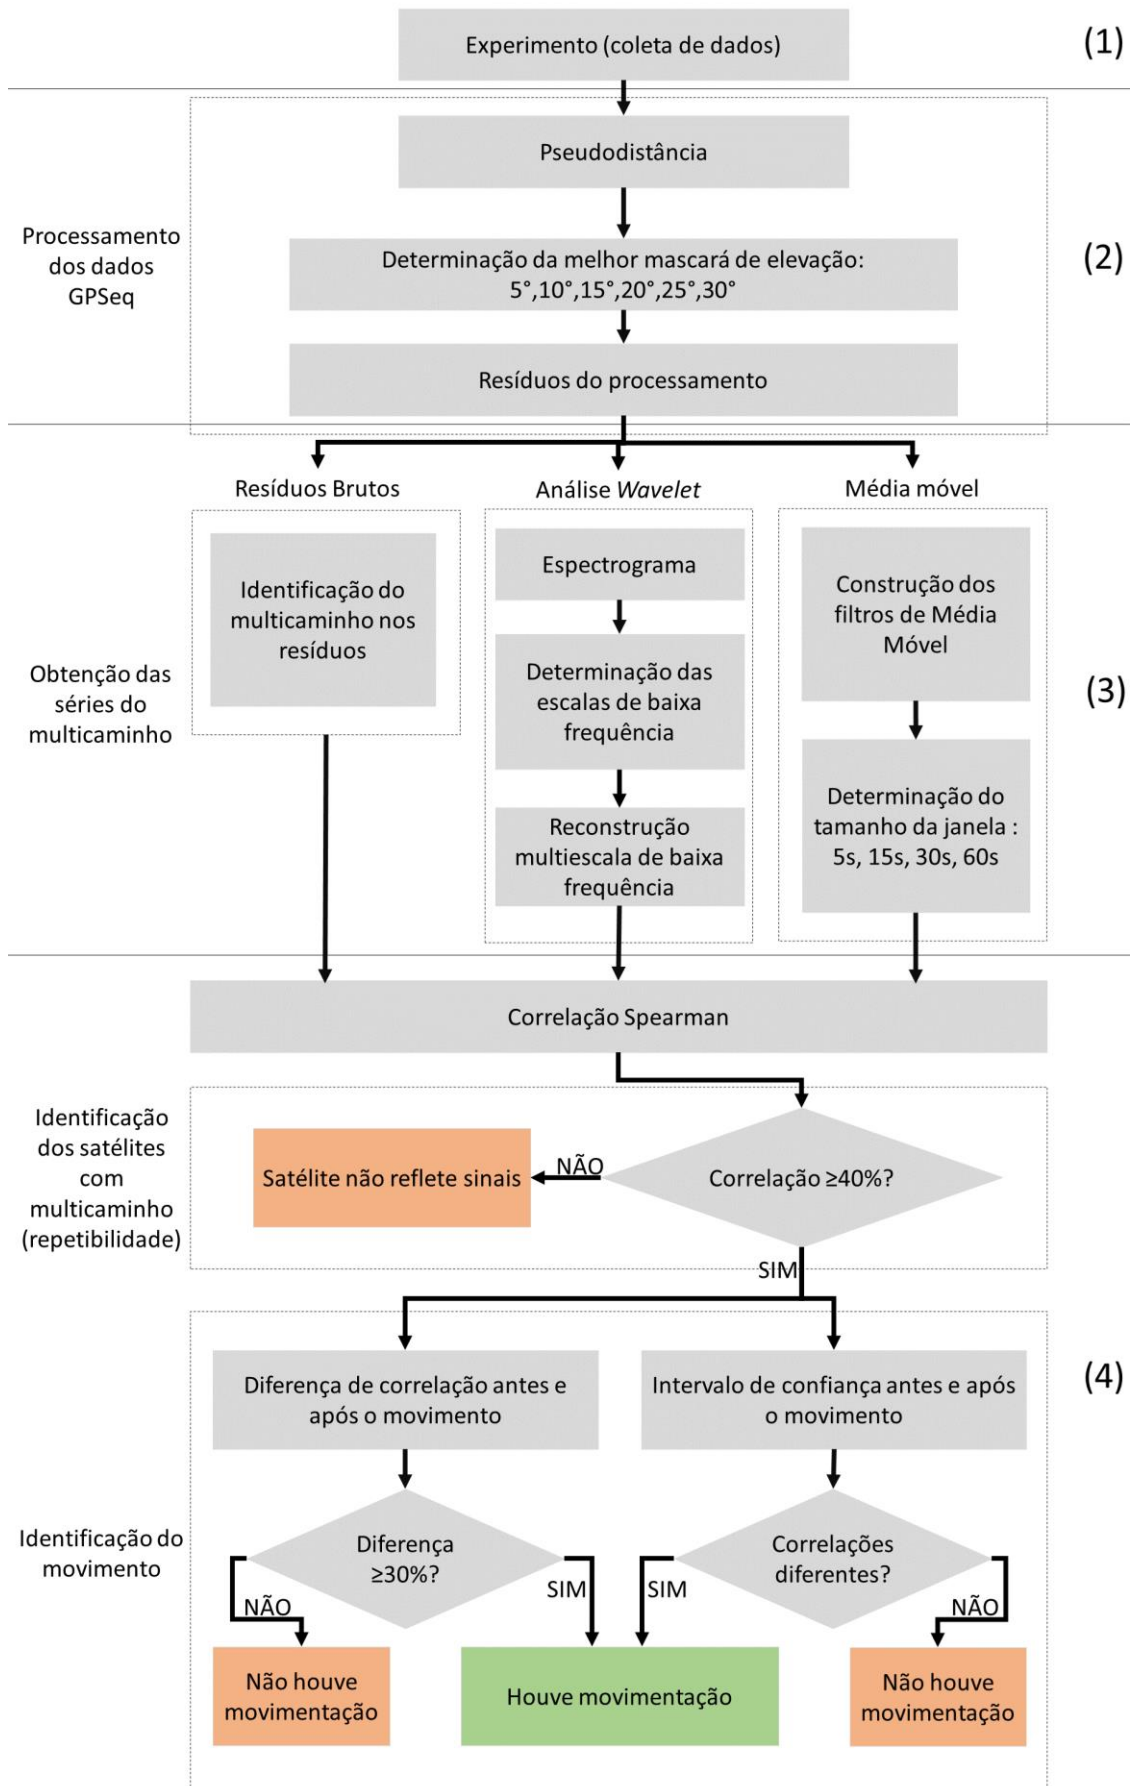 Experimento (coleta de dados)
(1)
Pseudodistância
Processamento
dos dados
GPSeq
(2)
Determinação da melhor mascará de elevação:
5°,10°,15°,20°,25°,30°
Resíduos do processamento
Resíduos Brutos
Análise Wavelet
Média móvel
Identificação do
multicaminho nos
resíduos
Espectrograma
Determinação das
escalas de baixa
frequência
Reconstrução
multiescala de baixa
frequência
Construção dos
filtros de Média
Móvel
Determinação do
tamanho da janela :
5s, 15s, 30s, 60s
Obtenção das
séries do
multicaminho
(3)
Correlação Spearman
Identificação
dos satélites
com
multicaminho
(repetibilidade)
Satélite não reflete sinais
NÃO
Correlação ≥40%?
SIM
Diferença de correlação antes e
após o movimento
Intervalo de confiança antes e após
o movimento
(4)
Identificação do
movimento
Diferença
≥30%?
Correlações
diferentes?
NÃO
SIM
SIM
NÃO
Não houve
movimentação
Houve movimentação
Não houve
movimentação